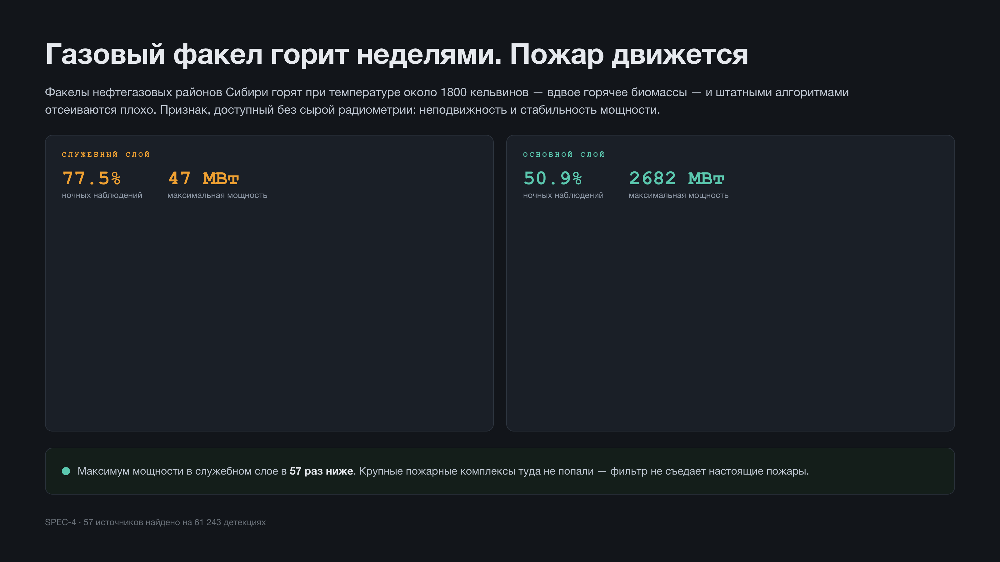 Газовый факел горит неделями. Пожар движется
Факелы нефтегазовых районов Сибири горят при температуре около 1800 кельвинов — вдвое горячее биомассы — и штатными алгоритмами
отсеиваются плохо. Признак, доступный без сырой радиометрии: неподвижность и стабильность мощности.
СЛУЖЕБНЫЙ СЛОЙ
77.5% 47 МВт
ночных наблюдений максимальная мощность
ОСНОВНОЙ СЛОЙ
50.9% 2682 МВт
ночных наблюдений максимальная мощность
Максимум мощности в служебном слое в 57 раз ниже. Крупные пожарные комплексы туда не попали — фильтр не съедает настоящие пожары.
SPEC-4 · 57 источников найдено на 61 243 детекциях